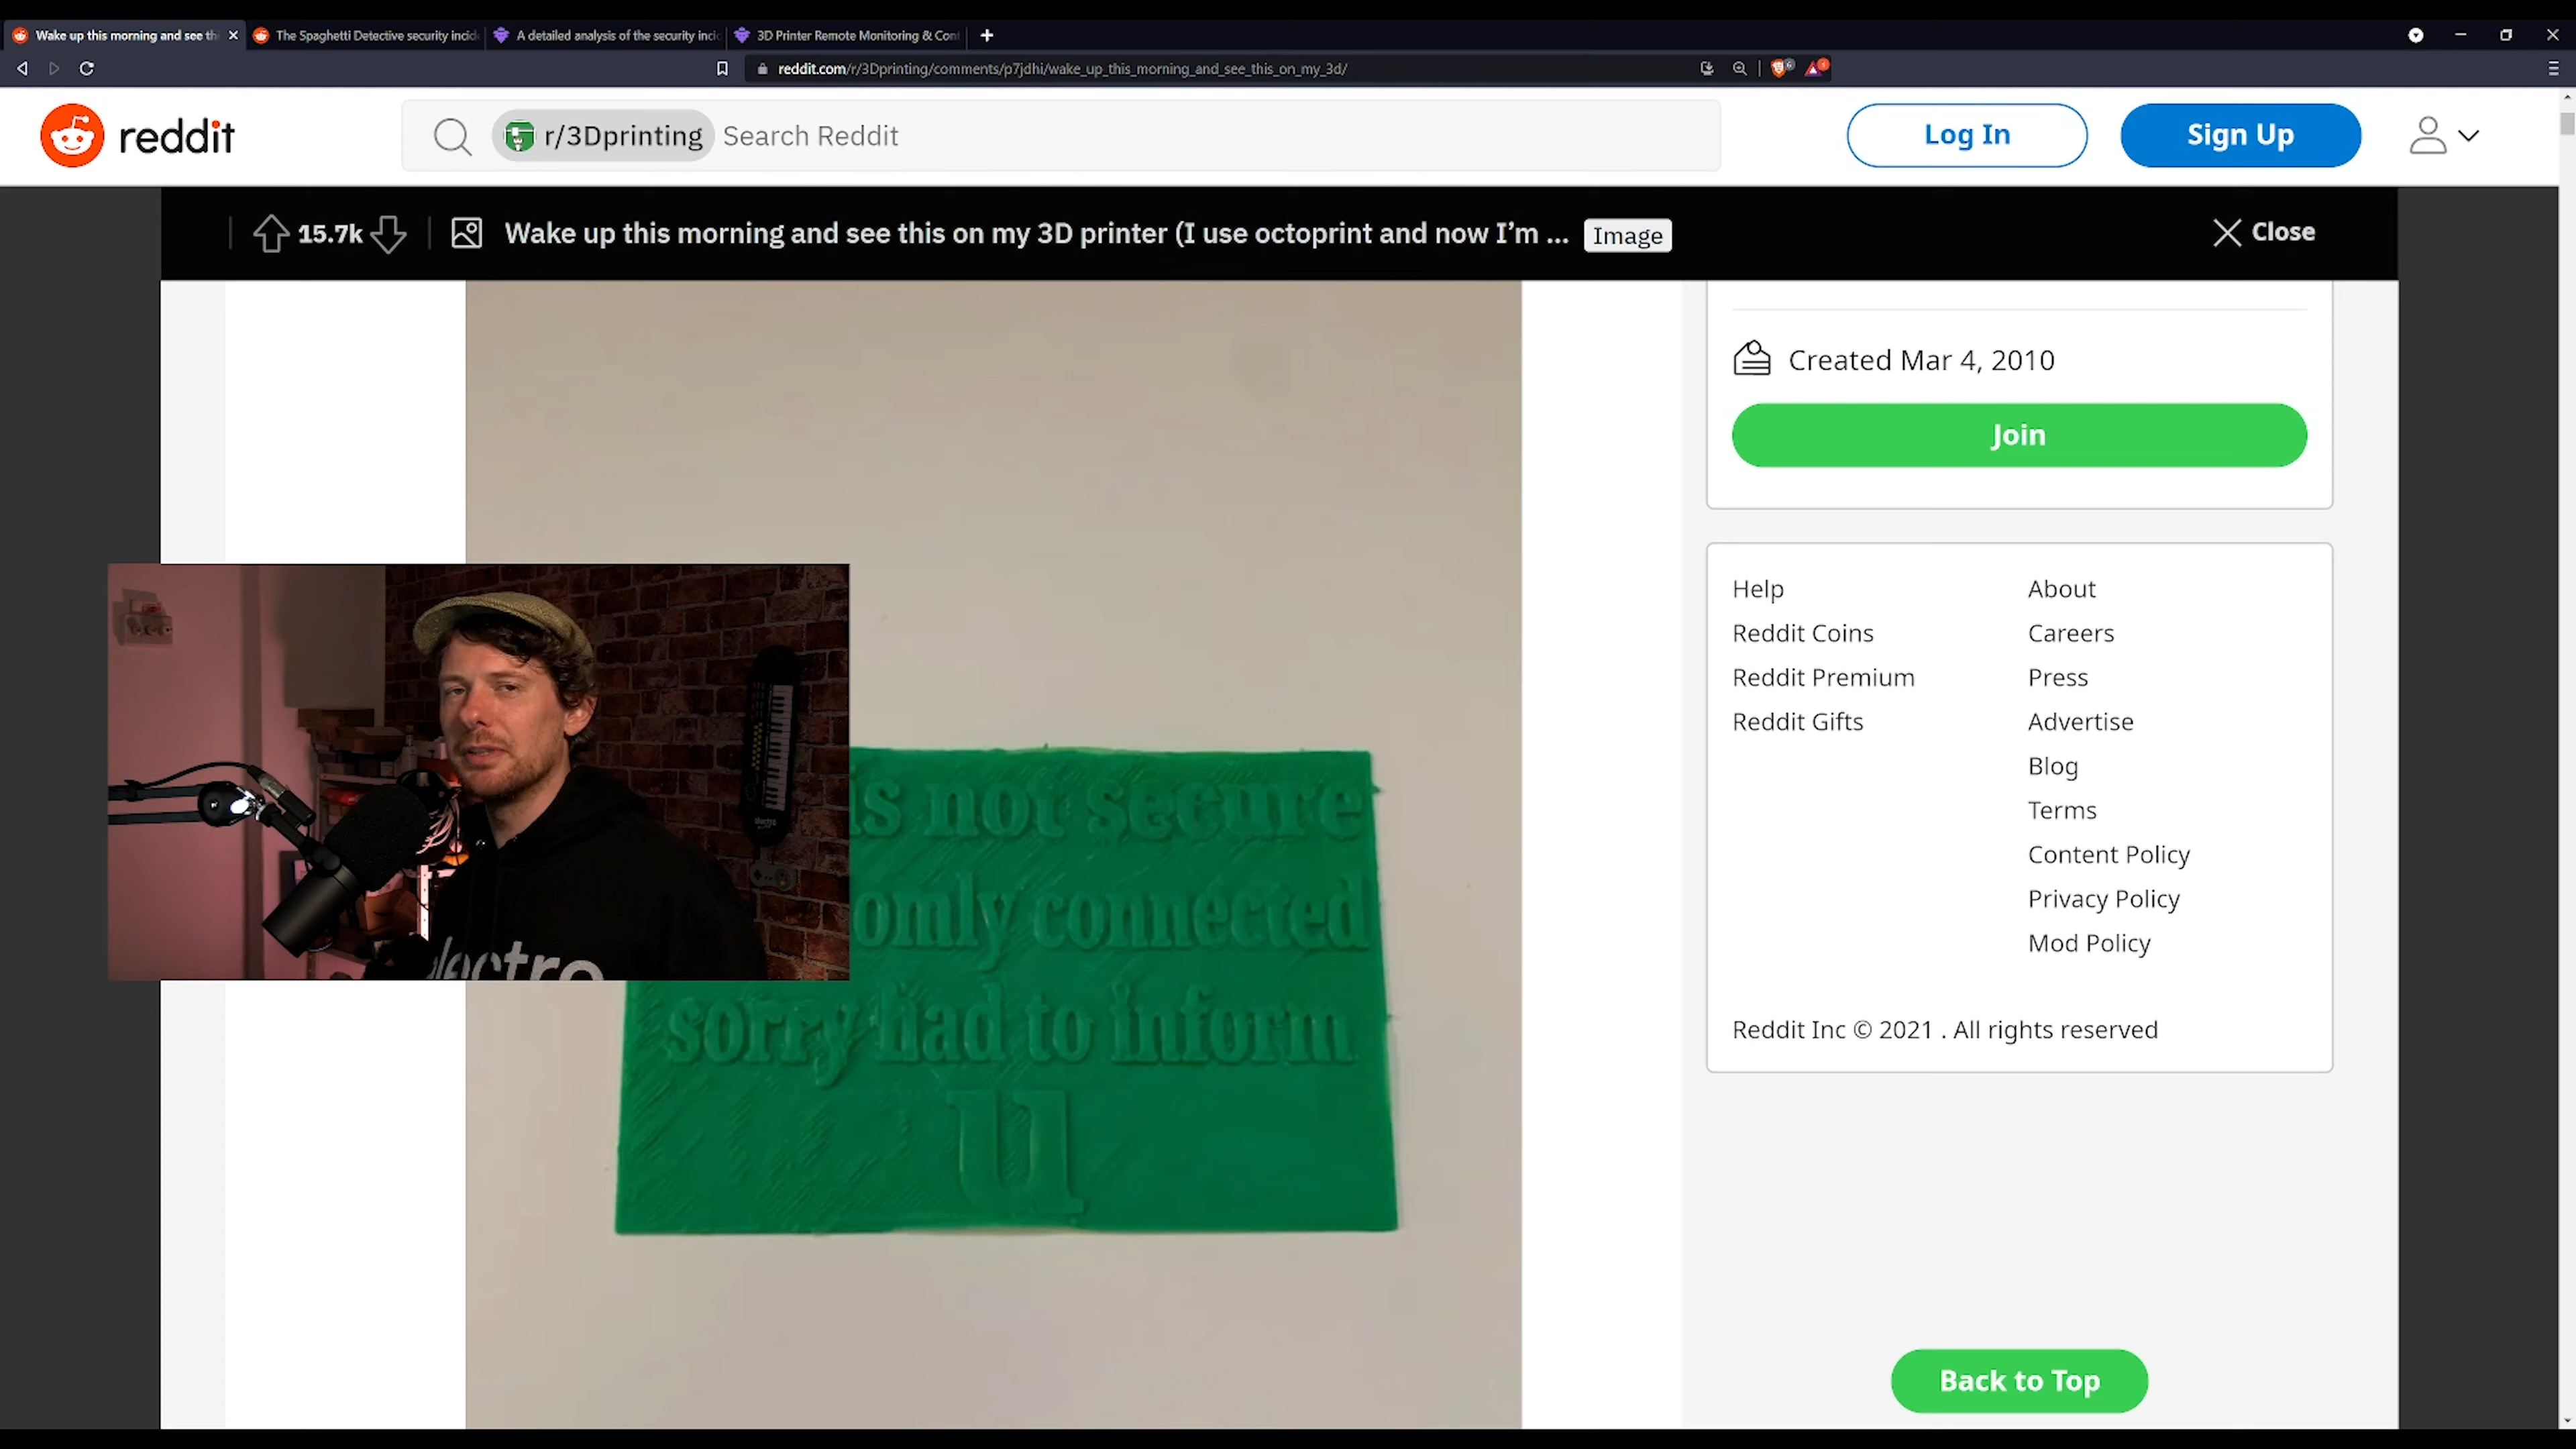 Wake up this morning and see thi
The Spaghetti Detective security incid
A detailed analysis of the security inci
3D Printer Remote Monitoring & Con
reddit.com/r/3Dprinting/comments/p7jdhi/wake_up_this_morning_and_see_this_on_my_3d/
reddit
r/3Dprinting
Search Reddit
Log In
Sign Up
15.7k
Wake up this morning and see this on my 3D printer (I use octoprint and now I’m ...
Image
Close
Created Mar 4, 2010
Join
Help
About
Reddit Coins
Careers
Reddit Premium
Press
Reddit Gifts
Advertise
Blog
Terms
Content Policy
Privacy Policy
Mod Policy
Reddit Inc © 2021 . All rights reserved
is not secure
omly connected
sorry had to inform
u
electro
Back to Top